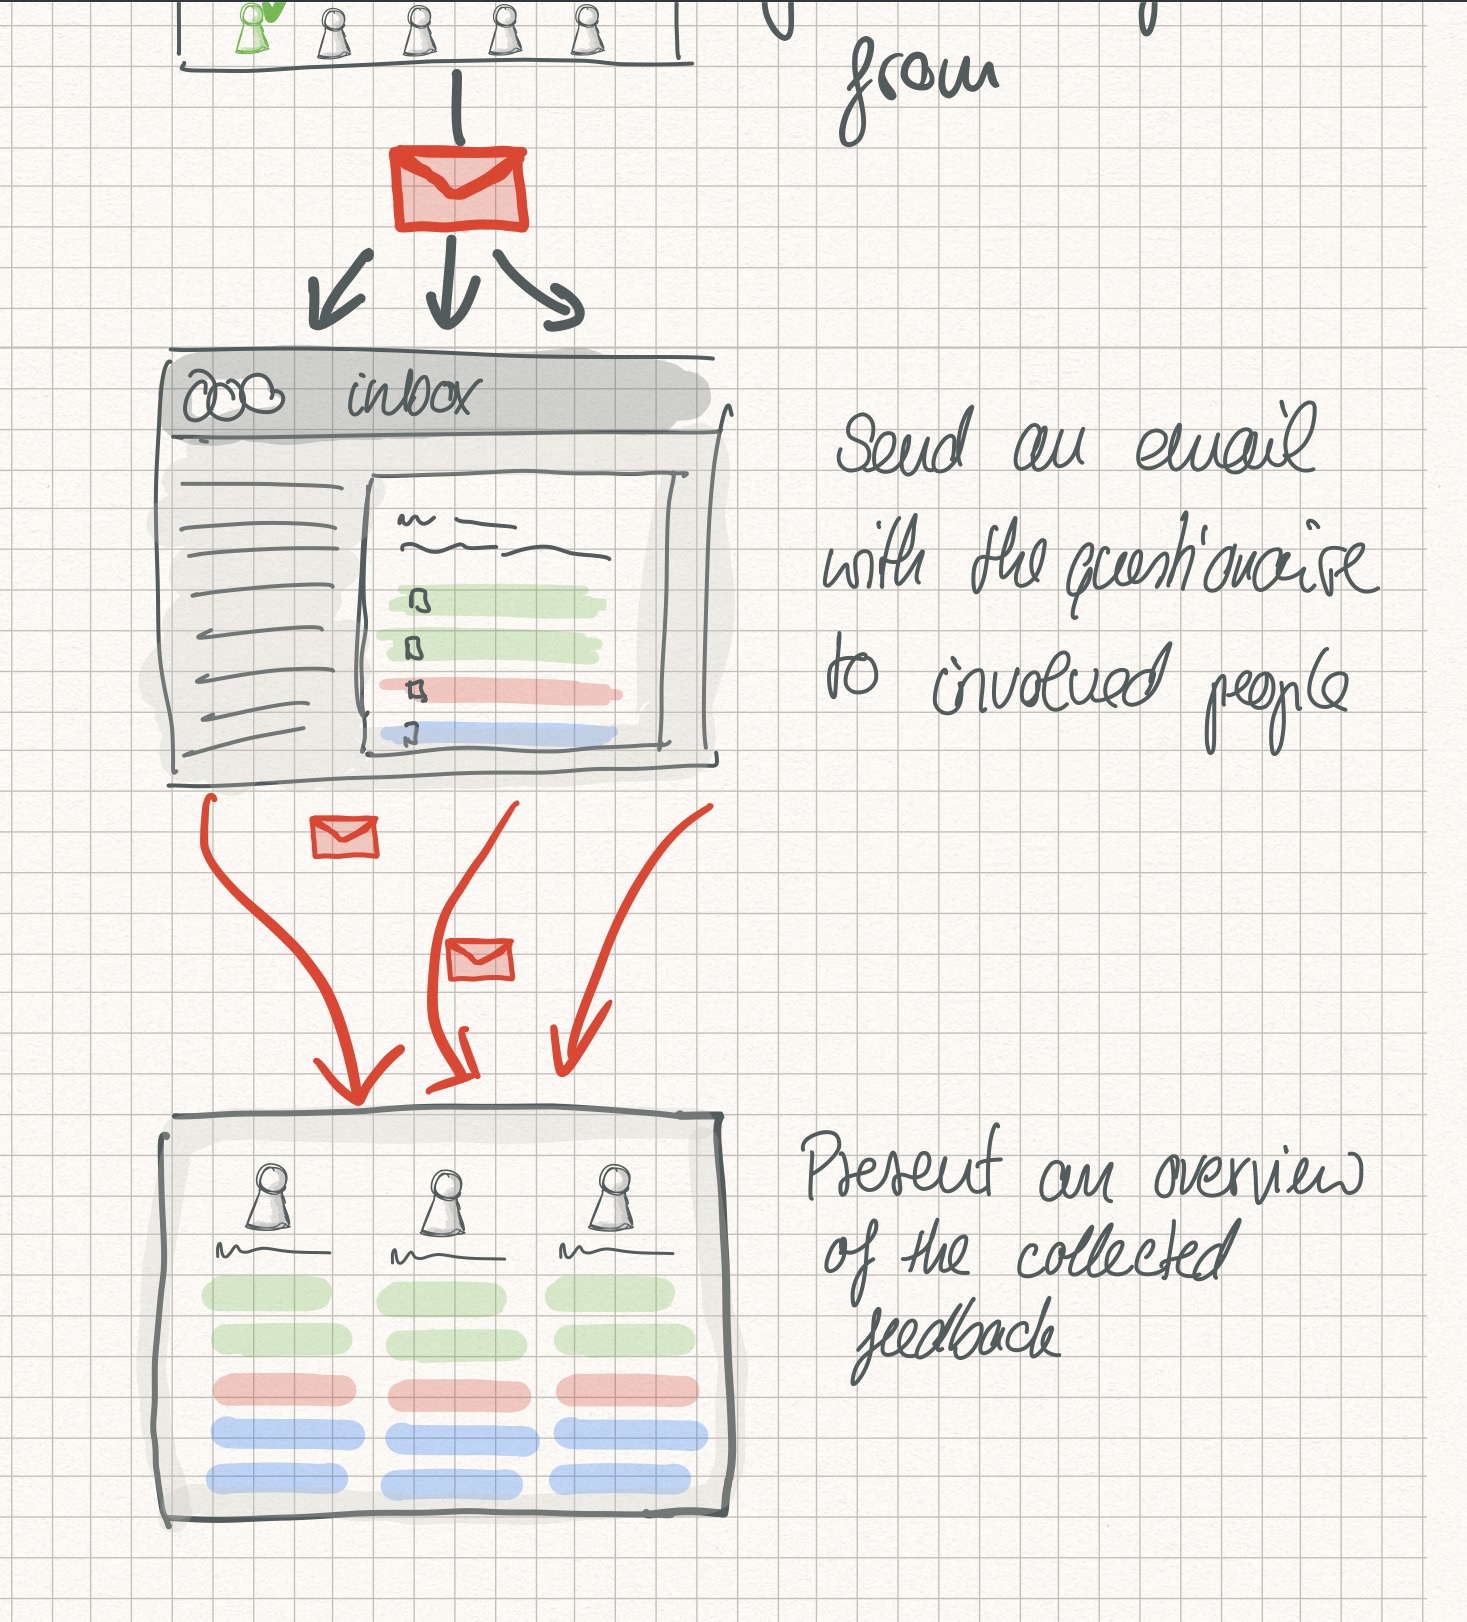 from
inbox
Send an email
with the questionaire
to involved people
Present an overview
of the collected
feedback